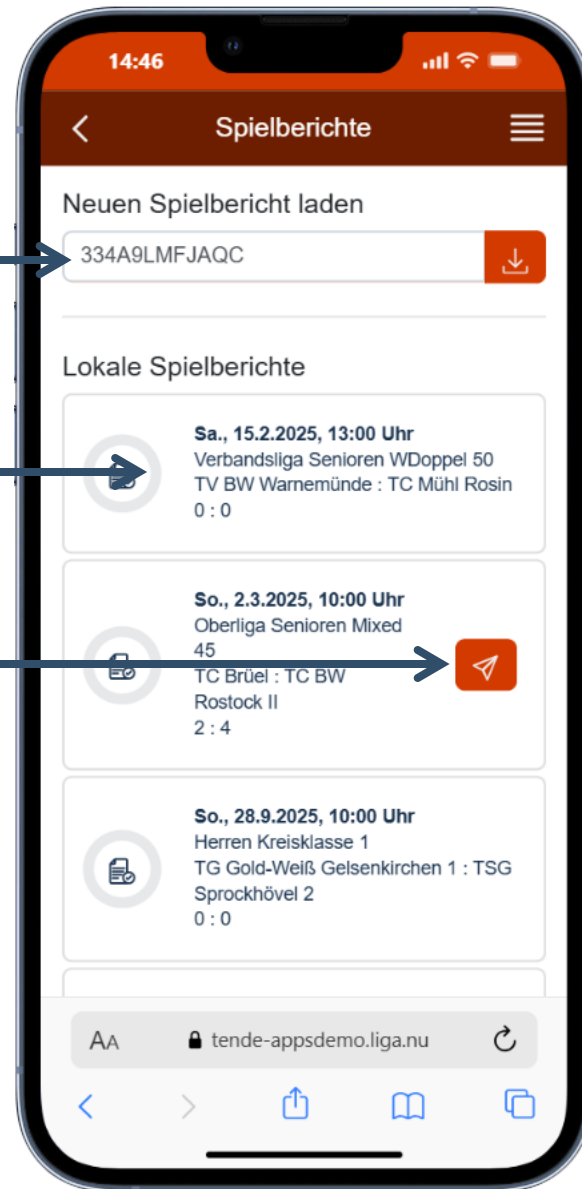 14:46
Spielberichte
Neuen Spielbericht laden
334A9LMFJAQC
Lokale Spielberichte
Sa., 15.2.2025, 13:00 Uhr
Verbandsliga Senioren WDoppel 50
TV BW Warnemünde : TC Mühl Rosin
0 : 0
So., 2.3.2025, 10:00 Uhr
Oberliga Senioren Mixed
45
TC Brüel : TC BW
Rostock II
2 : 4
So., 28.9.2025, 10:00 Uhr
Herren Kreisklasse 1
TG Gold-Weiß Gelsenkirchen 1 : TSG
Sprockhövel 2
0 : 0
AA tende-appsdemo.liga.nu